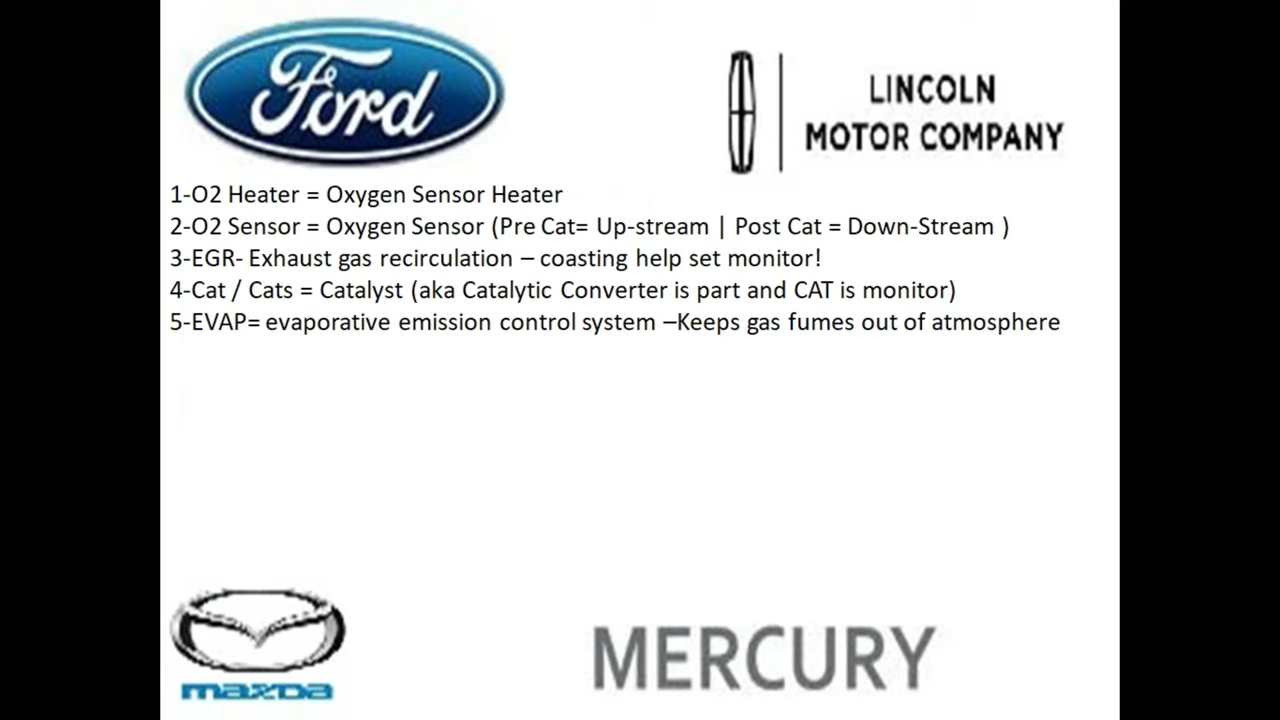 Ford
LINCOLN
MOTOR COMPANY
1-O2 Heater = Oxygen Sensor Heater
2-O2 Sensor = Oxygen Sensor (Pre Cat= Up-stream | Post Cat = Down-Stream )
3-EGR- Exhaust gas recirculation – coasting help set monitor!
4-Cat / Cats = Catalyst (aka Catalytic Converter is part and CAT is monitor)
5-EVAP= evaporative emission control system –Keeps gas fumes out of atmosphere
mazda
MERCURY